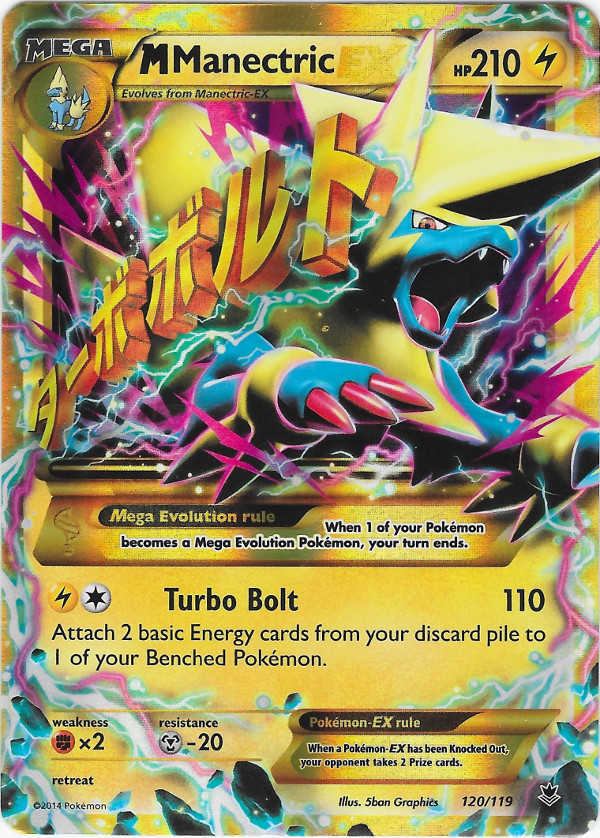 MEGA
M Manectric EX
HP210
Evolves from Manectric-EX
ターボボルト
Mega Evolution rule
When 1 of your Pokémon
becomes a Mega Evolution Pokémon, your turn ends.
Turbo Bolt 110
Attach 2 basic Energy cards from your discard pile to
1 of your Benched Pokémon.
weakness
×2
resistance
-20
retreat
Pokémon-EX rule
When a Pokémon-EX has been Knocked Out,
your opponent takes 2 Prize cards.
©2014 Pokémon
Illus. 5ban Graphics
120/119